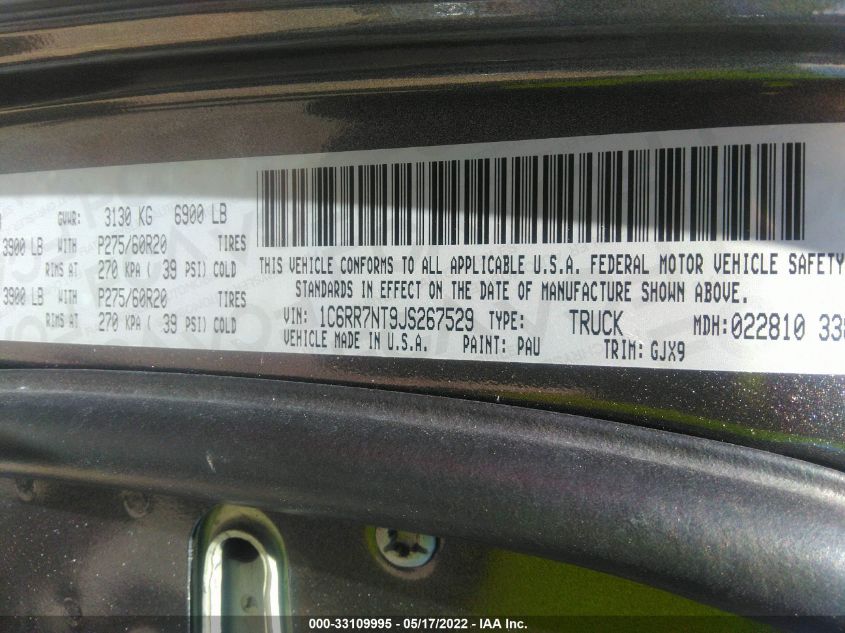 GVWR: 3130 KG 6900 LB
3900 LB WITH P275/60R20 TIRES
RIMS AT 270 KPA ( 39 PSI) COLD
3900 LB WITH P275/60R20 TIRES
RIMS AT 270 KPA ( 39 PSI) COLD
THIS VEHICLE CONFORMS TO ALL APPLICABLE U.S.A. FEDERAL MOTOR VEHICLE SAFETY
STANDARDS IN EFFECT ON THE DATE OF MANUFACTURE SHOWN ABOVE.
VIN: 1C6RR7NT9JS267529 TYPE: TRUCK MDH: 022810 338
VEHICLE MADE IN U.S.A. PAINT: PAU TRIM: GJX9
000-33109995 - 05/17/2022 - IAA Inc.